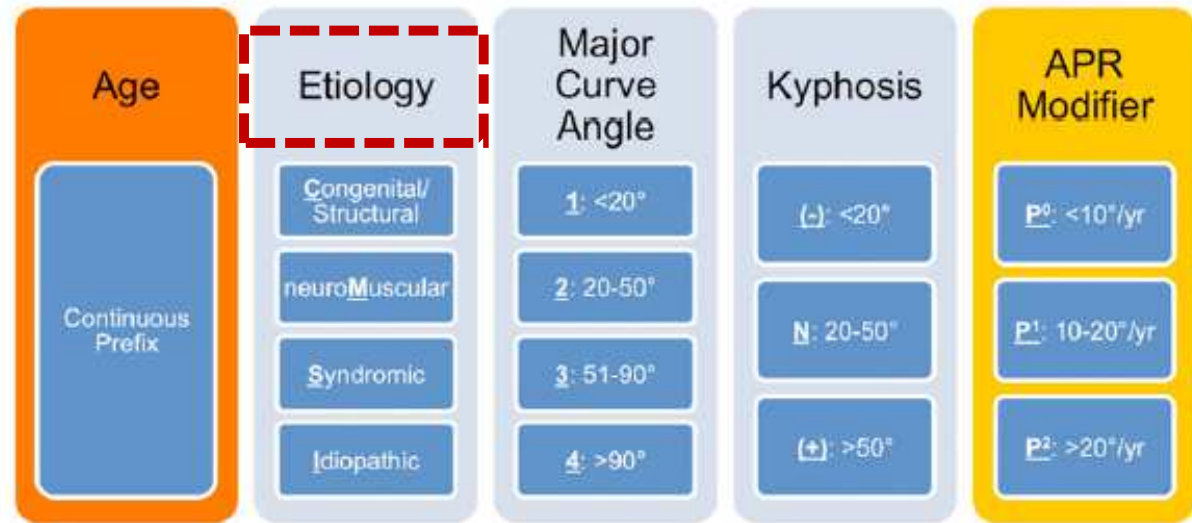 Age
Continuous
Prefix
Etiology
Congenital/
Structural
neuroMuscular
Syndromic
Idiopathic
Major
Curve
Angle
1: <20°
2: 20-50°
3: 51-90°
4: >90°
Kyphosis
(-): <20°
N: 20-50°
(+): >50°
APR
Modifier
P⁰: <10°/yr
P¹: 10-20°/yr
P²: >20°/yr